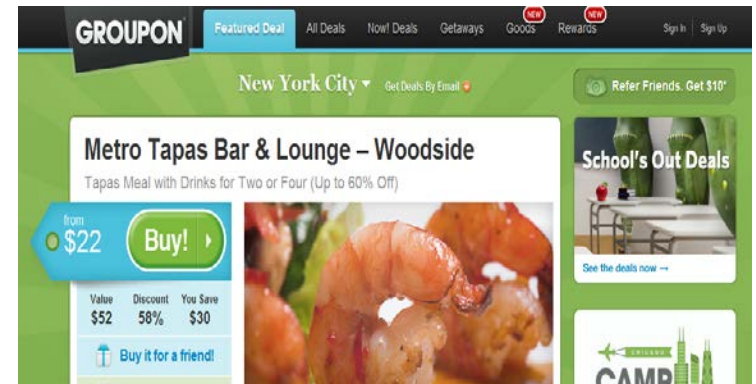 NEW NEW
GROUPON Featured Deal All Deals Now! Deals Getaways Goods Rewards Sign In Sign Up
New York City Get Deals By Email
Refer Friends. Get $10*
Metro Tapas Bar & Lounge – Woodside
Tapas Meal with Drinks for Two or Four (Up to 60% Off)
from
$22
Buy!
Value Discount You Save
$52 58% $30
Buy it for a friend!
School's Out Deals
See the deals now →
CHICAGO
CAMP